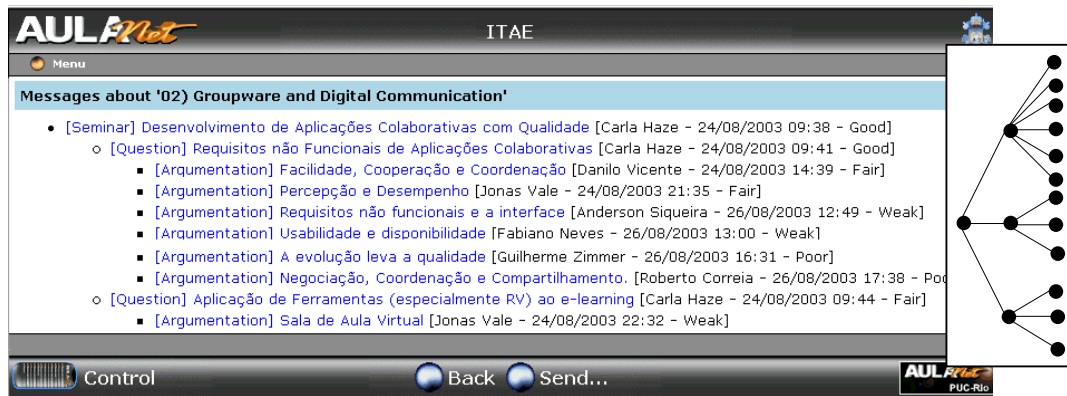 AULANet
ITAE
Menu
Messages about '02) Groupware and Digital Communication'
[Seminar] Desenvolvimento de Aplicações Colaborativas com Qualidade [Carla Haze - 24/08/2003 09:38 - Good]
[Question] Requisitos não Funcionais de Aplicações Colaborativas [Carla Haze - 24/08/2003 09:41 - Good]
[Argumentation] Facilidade, Cooperação e Coordenação [Danilo Vicente - 24/08/2003 14:39 - Fair]
[Argumentation] Percepção e Desempenho [Jonas Vale - 24/08/2003 21:35 - Fair]
[Argumentation] Requisitos não funcionais e a interface [Anderson Siqueira - 26/08/2003 12:49 - Weak]
[Argumentation] Usabilidade e disponibilidade [Fabiano Neves - 26/08/2003 13:00 - Weak]
[Argumentation] A evolução leva a qualidade [Guilherme Zimmer - 26/08/2003 16:31 - Poor]
[Argumentation] Negociação, Coordenação e Compartilhamento. [Roberto Correia - 26/08/2003 17:38 - Poo
[Question] Aplicação de Ferramentas (especialmente RV) ao e-learning [Carla Haze - 24/08/2003 09:44 - Fair]
[Argumentation] Sala de Aula Virtual [Jonas Vale - 24/08/2003 22:32 - Weak]
Control
Back
Send...
AULANet
PUC-Rio